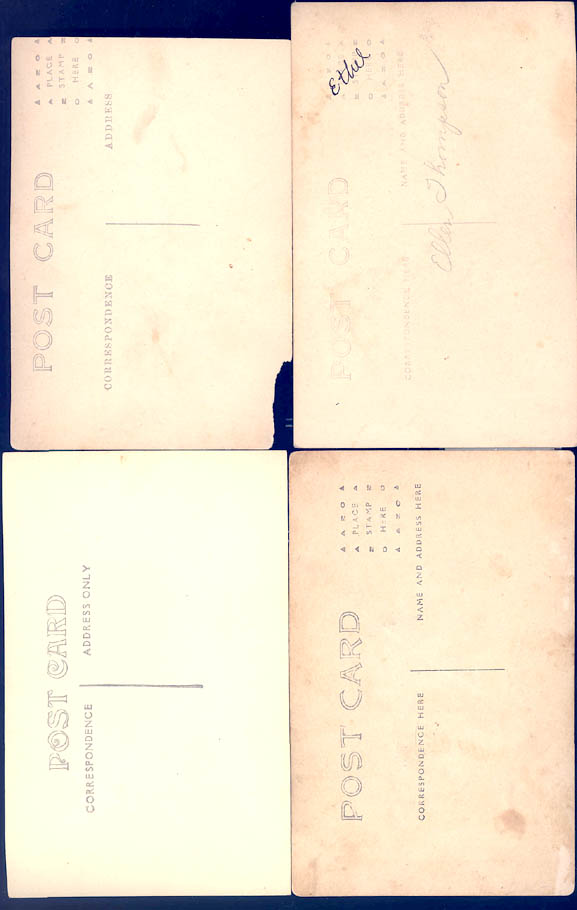 POST CARD
CORRESPONDENCE
ADDRESS
PLACE
STAMP
HERE
POST CARD
CORRESPONDENCE HERE
NAME AND ADDRESS HERE
Ethel
Ellen Thompson
POST CARD
CORRESPONDENCE
ADDRESS ONLY
POST CARD
CORRESPONDENCE HERE
NAME AND ADDRESS HERE
PLACE
STAMP
HERE